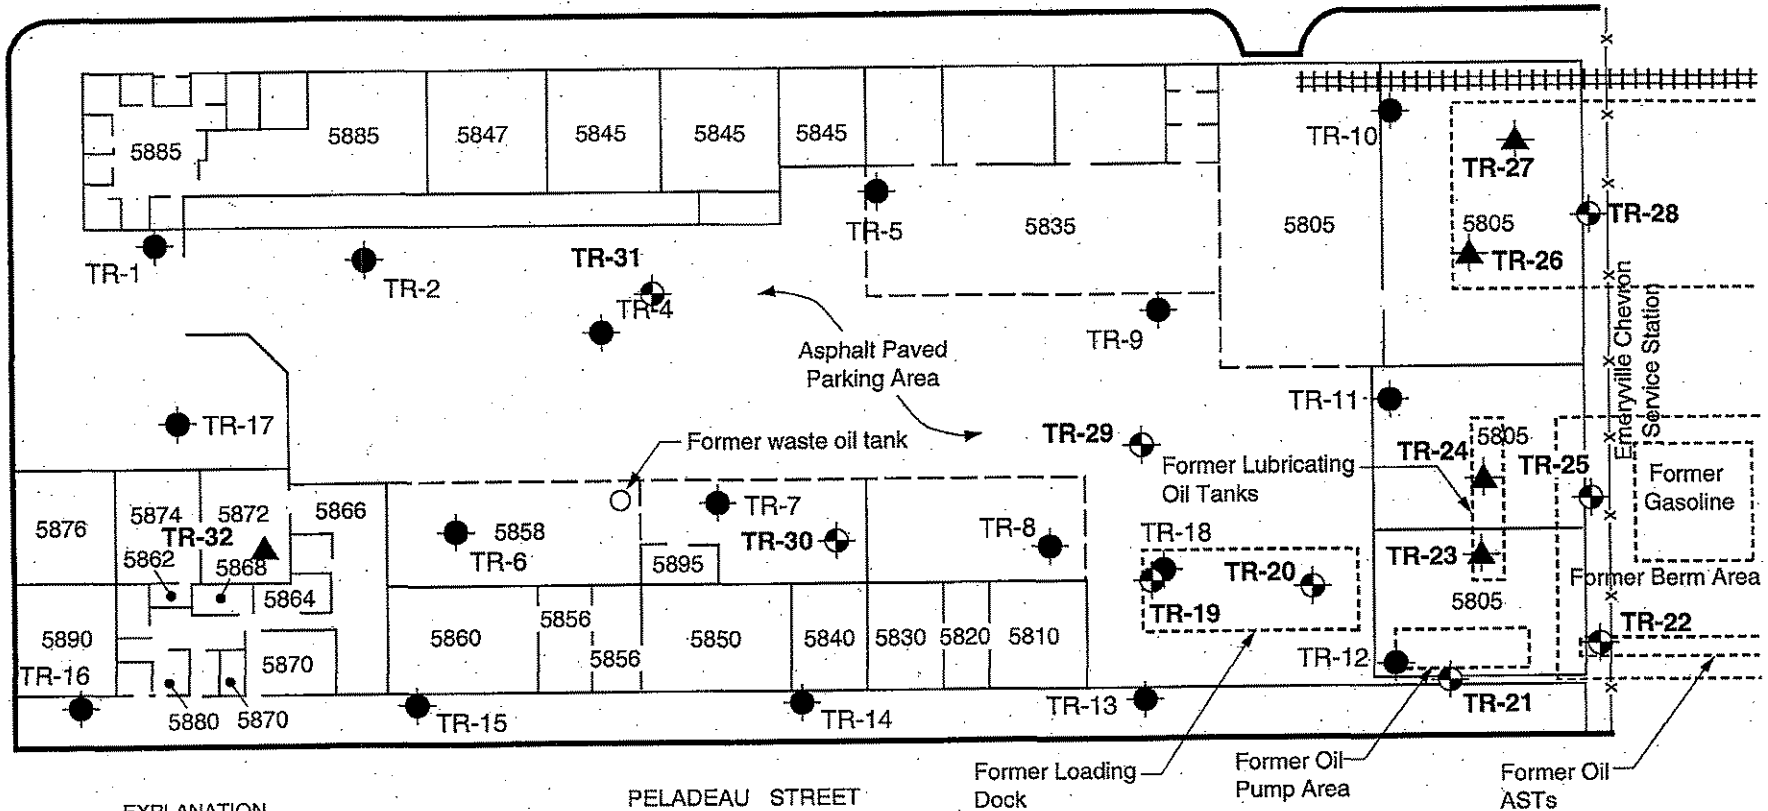 5885
5885
5847
5845
5845
5845
TR-10
TR-27
5805
TR-28
TR-5
5835
5805
TR-26
TR-1
TR-2
TR-31
TR-4
TR-9
Asphalt Paved
Parking Area
Emeryville Chevron
Service Station
TR-11
TR-17
Former waste oil tank
TR-29
5805
TR-24
TR-25
Former Lubricating
Oil Tanks
Former
Gasoline
5876
5874
5872
5866
TR-32
5862
5868
5864
5858
TR-6
TR-7
5895
TR-30
TR-8
TR-18
TR-20
TR-19
TR-23
Former Berm Area
5805
5890
5870
5860
5856
5856
5850
5840
5830
5820
5810
TR-22
TR-12
TR-16
5880
5870
TR-15
TR-14
TR-13
TR-21
Former Loading
Dock
Former Oil
Pump Area
Former Oil
ASTs
EXPLANATION
PELADEAU STREET